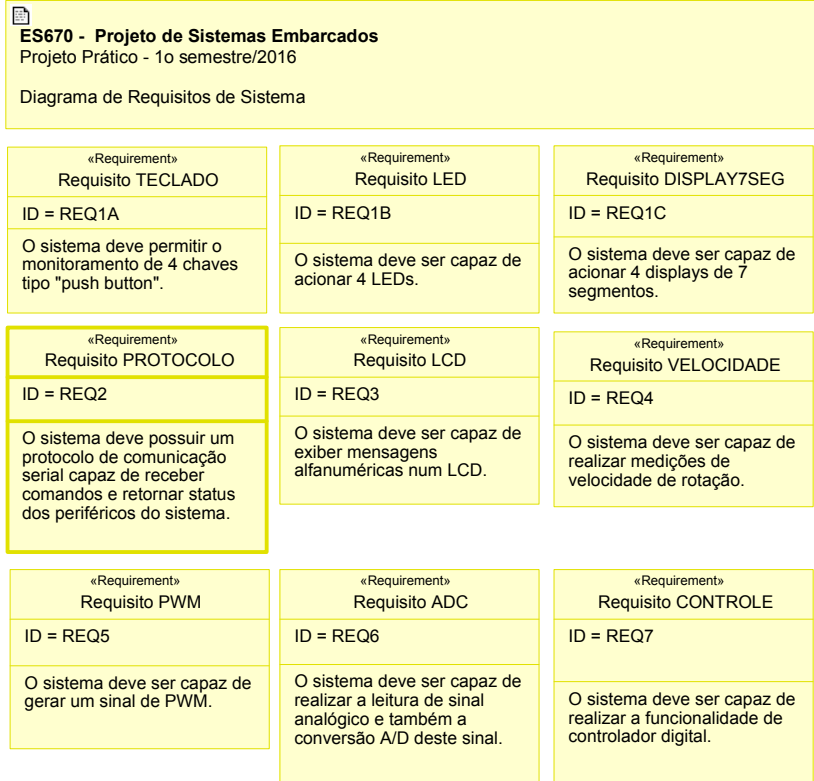 ES670 - Projeto de Sistemas Embarcados
Projeto Prático - 1o semestre/2016
Diagrama de Requisitos de Sistema
«Requirement»
Requisito TECLADO
ID = REQ1A
O sistema deve permitir o
monitoramento de 4 chaves
tipo "push button".
«Requirement»
Requisito LED
ID = REQ1B
O sistema deve ser capaz de
acionar 4 LEDs.
«Requirement»
Requisito DISPLAY7SEG
ID = REQ1C
O sistema deve ser capaz de
acionar 4 displays de 7
segmentos.
«Requirement»
Requisito PROTOCOLO
ID = REQ2
O sistema deve possuir um
protocolo de comunicação
serial capaz de receber
comandos e retornar status
dos periféricos do sistema.
«Requirement»
Requisito LCD
ID = REQ3
O sistema deve ser capaz de
exiber mensagens
alfanuméricas num LCD.
«Requirement»
Requisito VELOCIDADE
ID = REQ4
O sistema deve ser capaz de
realizar medições de
velocidade de rotação.
«Requirement»
Requisito PWM
ID = REQ5
O sistema deve ser capaz de
gerar um sinal de PWM.
«Requirement»
Requisito ADC
ID = REQ6
O sistema deve ser capaz de
realizar a leitura de sinal
analógico e também a
conversão A/D deste sinal.
«Requirement»
Requisito CONTROLE
ID = REQ7
O sistema deve ser capaz de
realizar a funcionalidade de
controlador digital.